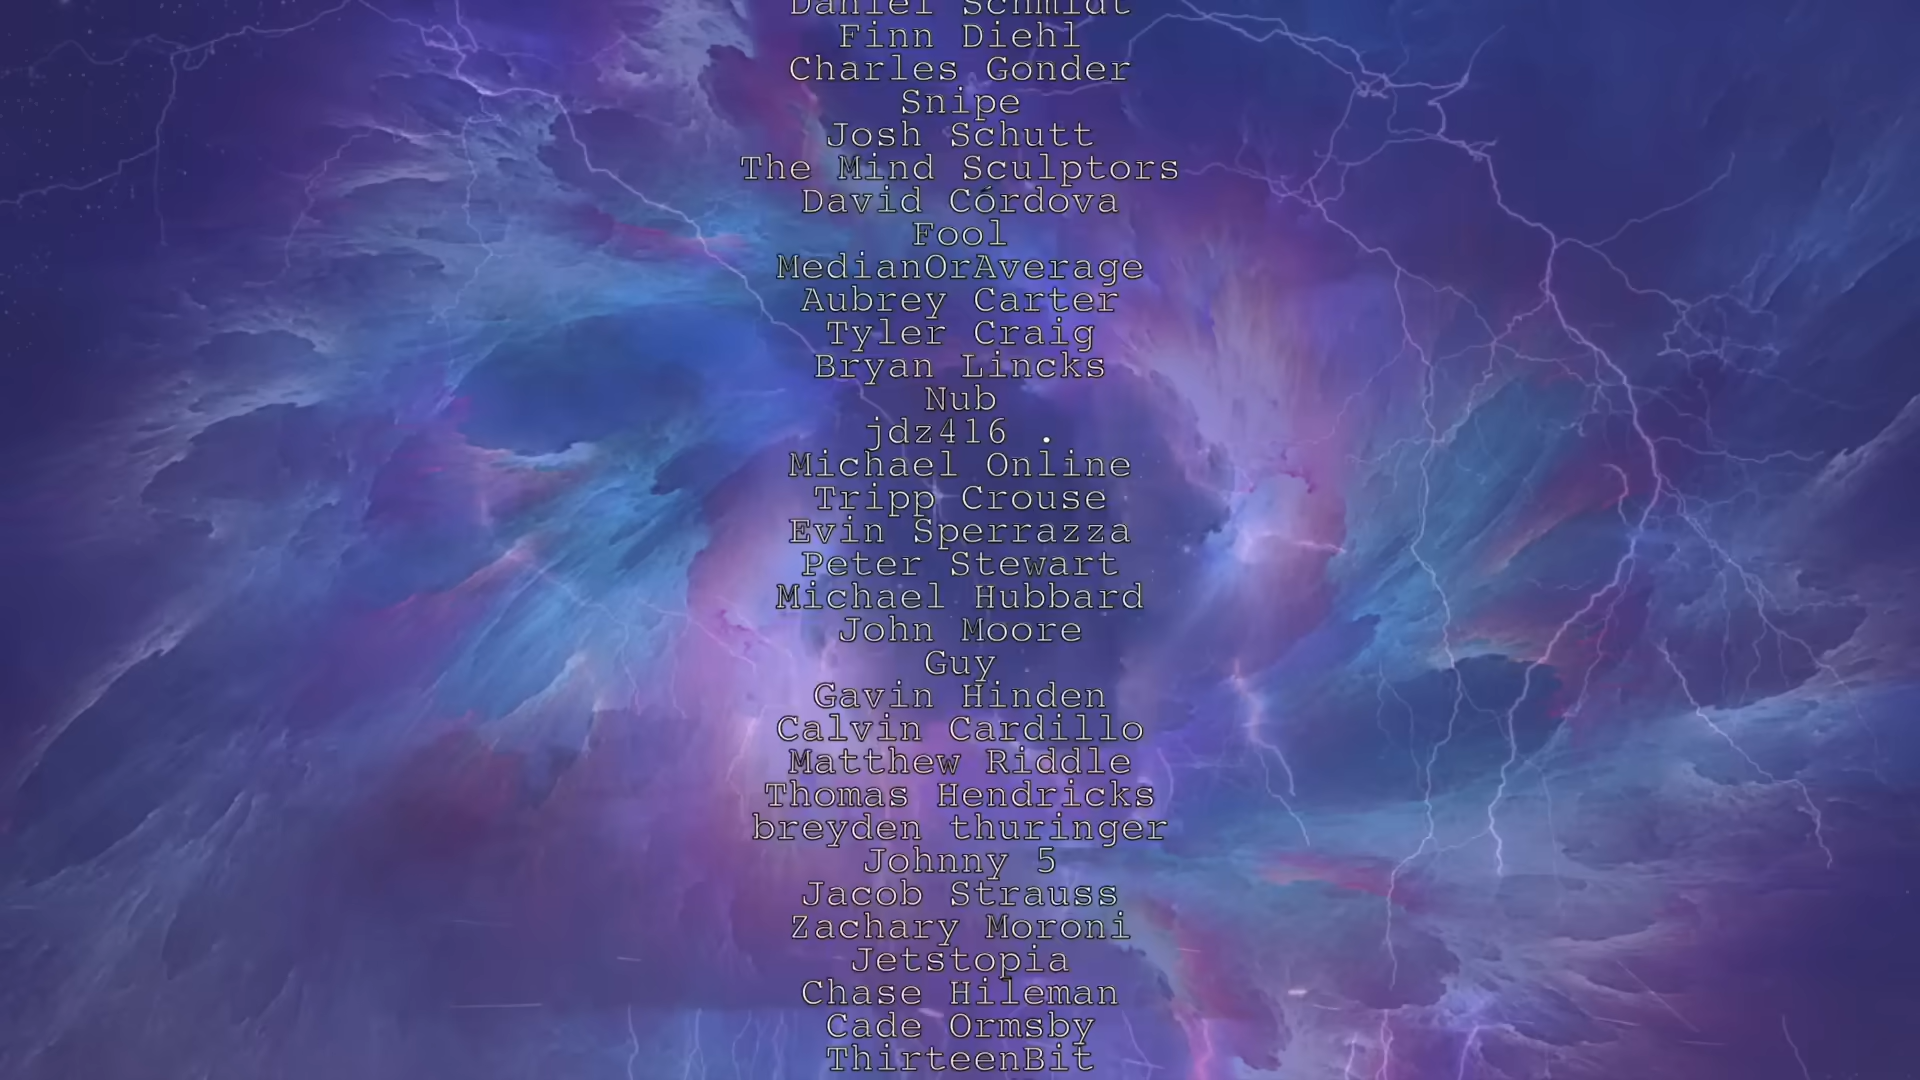 Daniel Schmidt
Finn Diehl
Charles Gonder
Snipe
Josh Schutt
The Mind Sculptors
David Córdova
Fool
MedianOrAverage
Aubrey Carter
Tyler Craig
Bryan Lincks
Nub
jdz416 .
Michael Online
Tripp Crouse
Evin Sperrazza
Peter Stewart
Michael Hubbard
John Moore
Guy
Gavin Hinden
Calvin Cardillo
Matthew Riddle
Thomas Hendricks
breyden thuringer
Johnny 5
Jacob Strauss
Zachary Moroni
Jetstopia
Chase Hileman
Cade Ormsby
ThirteenBit